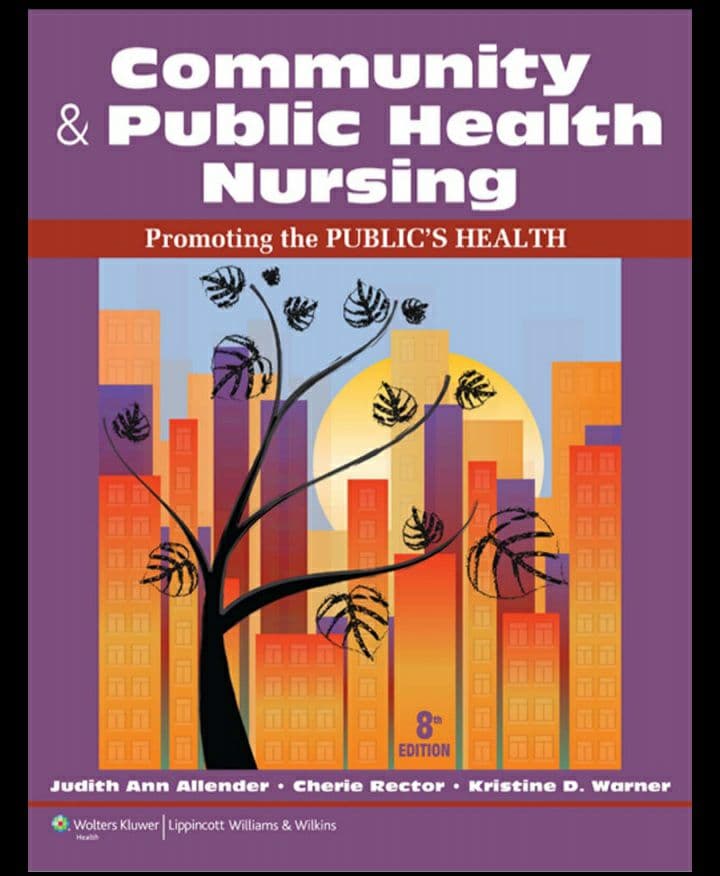 Community
& Public Health
Nursing
Promoting the PUBLIC'S HEALTH
8th
EDITION
Judith Ann Allender • Cherie Rector • Kristine D. Warner
Wolters Kluwer | Lippincott Williams & Wilkins
Health